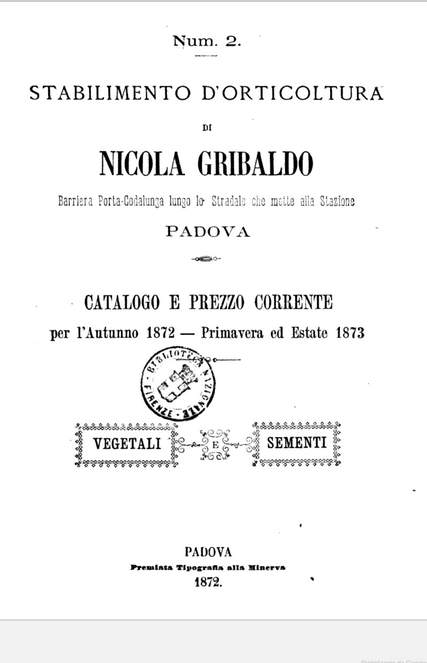 Num. 2.
STABILIMENTO D'ORTICOLTURA
DI
NICOLA GRIBALDO
Barriera Porta-Codalunga lungo lo Stradale che mette alla Stazione
PADOVA
CATALOGO E PREZZO CORRENTE
per l'Autunno 1872 — Primavera ed Estate 1873
BIBLIOTECA NAZIONALE
FIRENZE
VEGETALI E SEMENTI
PADOVA
Premiata Tipografia alla Minerva
1872.